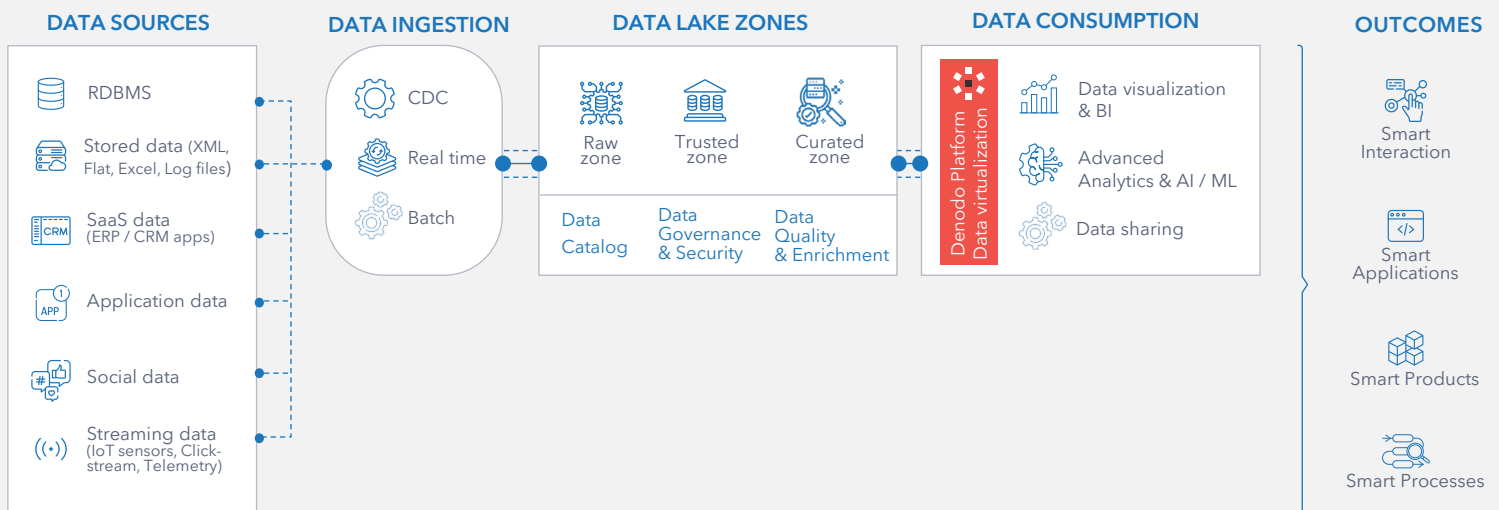 DATA SOURCES
RDBMS
Stored data (XML,
Flat, Excel, Log files)
CRM
SaaS data
(ERP / CRM apps)
1
APP
Application data
#
Social data
Streaming data
(IoT sensors, Click-
stream, Telemetry)
DATA INGESTION
CDC
Real time
Batch
DATA LAKE ZONES
Raw
zone
Trusted
zone
Curated
zone
Data
Catalog
Data
Governance
& Security
Data
Quality
& Enrichment
DATA CONSUMPTION
Denodo Platform
Data virtualization
Data visualization
& BI
Advanced
Analytics & AI / ML
Data sharing
OUTCOMES
Smart
Interaction
</>
Smart
Applications
Smart Products
Smart Processes